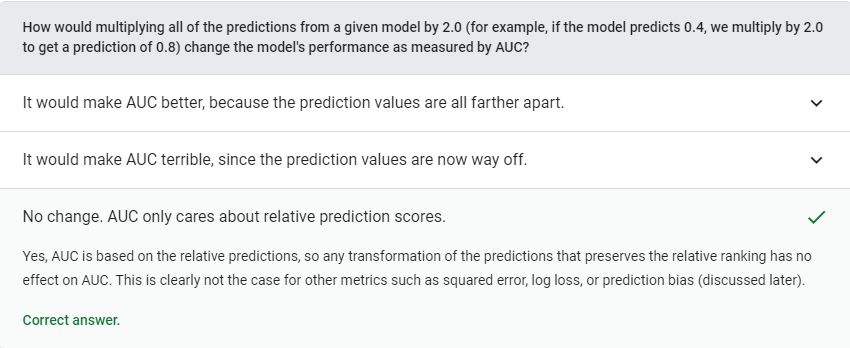 How would multiplying all of the predictions from a given model by 2.0 (for example, if the model predicts 0.4, we multiply by 2.0
to get a prediction of 0.8) change the model's performance as measured by AUC?
It would make AUC better, because the prediction values are all farther apart.
It would make AUC terrible, since the prediction values are now way off.
No change. AUC only cares about relative prediction scores.
Yes, AUC is based on the relative predictions, so any transformation of the predictions that preserves the relative ranking has no
effect on AUC. This is clearly not the case for other metrics such as squared error, log loss, or prediction bias (discussed later).
Correct answer.